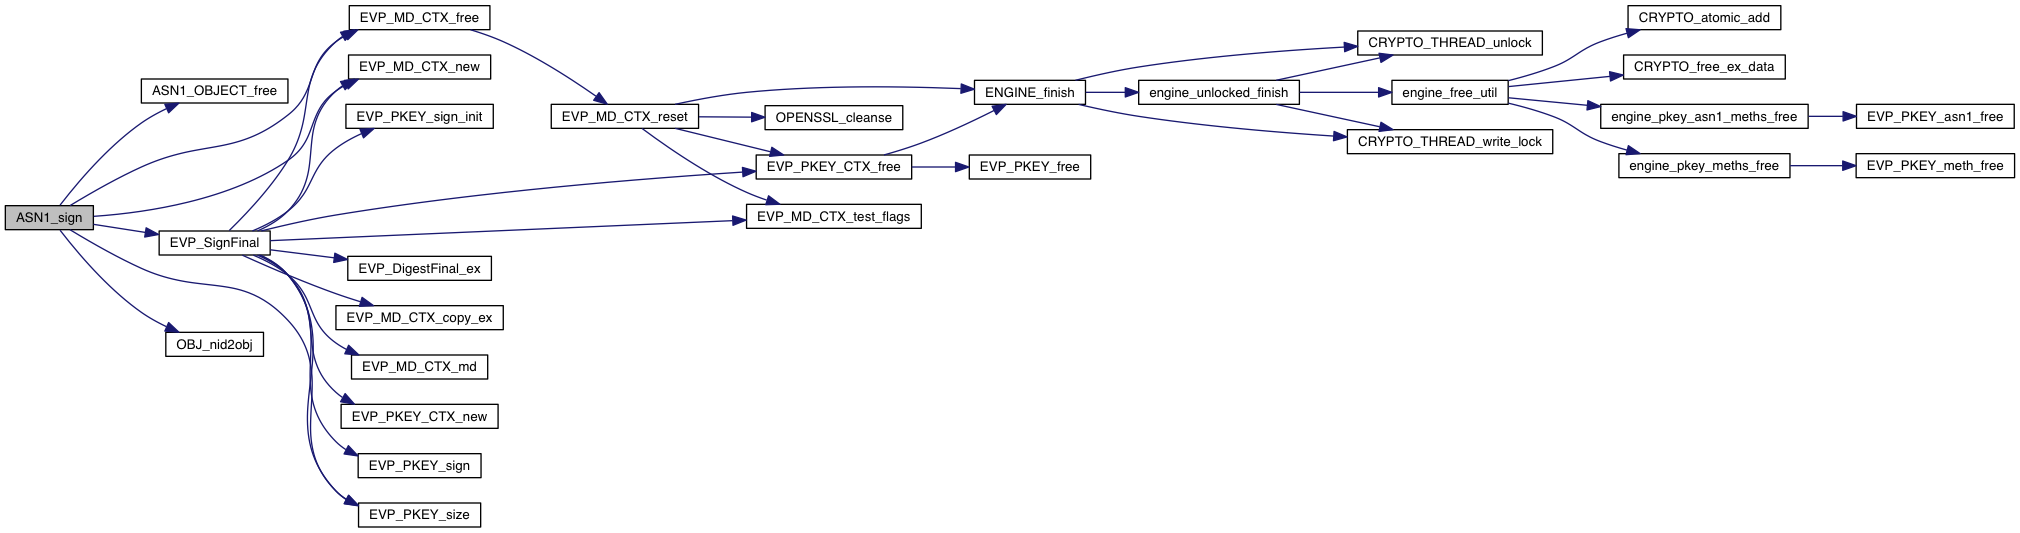 ASN1_sign
ASN1_OBJECT_free
EVP_SignFinal
OBJ_nid2obj
EVP_MD_CTX_free
EVP_MD_CTX_new
EVP_PKEY_sign_init
EVP_DigestFinal_ex
EVP_MD_CTX_copy_ex
EVP_MD_CTX_md
EVP_PKEY_CTX_new
EVP_PKEY_sign
EVP_PKEY_size
EVP_MD_CTX_reset
OPENSSL_cleanse
EVP_PKEY_CTX_free
EVP_MD_CTX_test_flags
ENGINE_finish
EVP_PKEY_free
engine_unlocked_finish
CRYPTO_THREAD_unlock
engine_free_util
CRYPTO_THREAD_write_lock
CRYPTO_atomic_add
CRYPTO_free_ex_data
engine_pkey_asn1_meths_free
engine_pkey_meths_free
EVP_PKEY_asn1_free
EVP_PKEY_meth_free